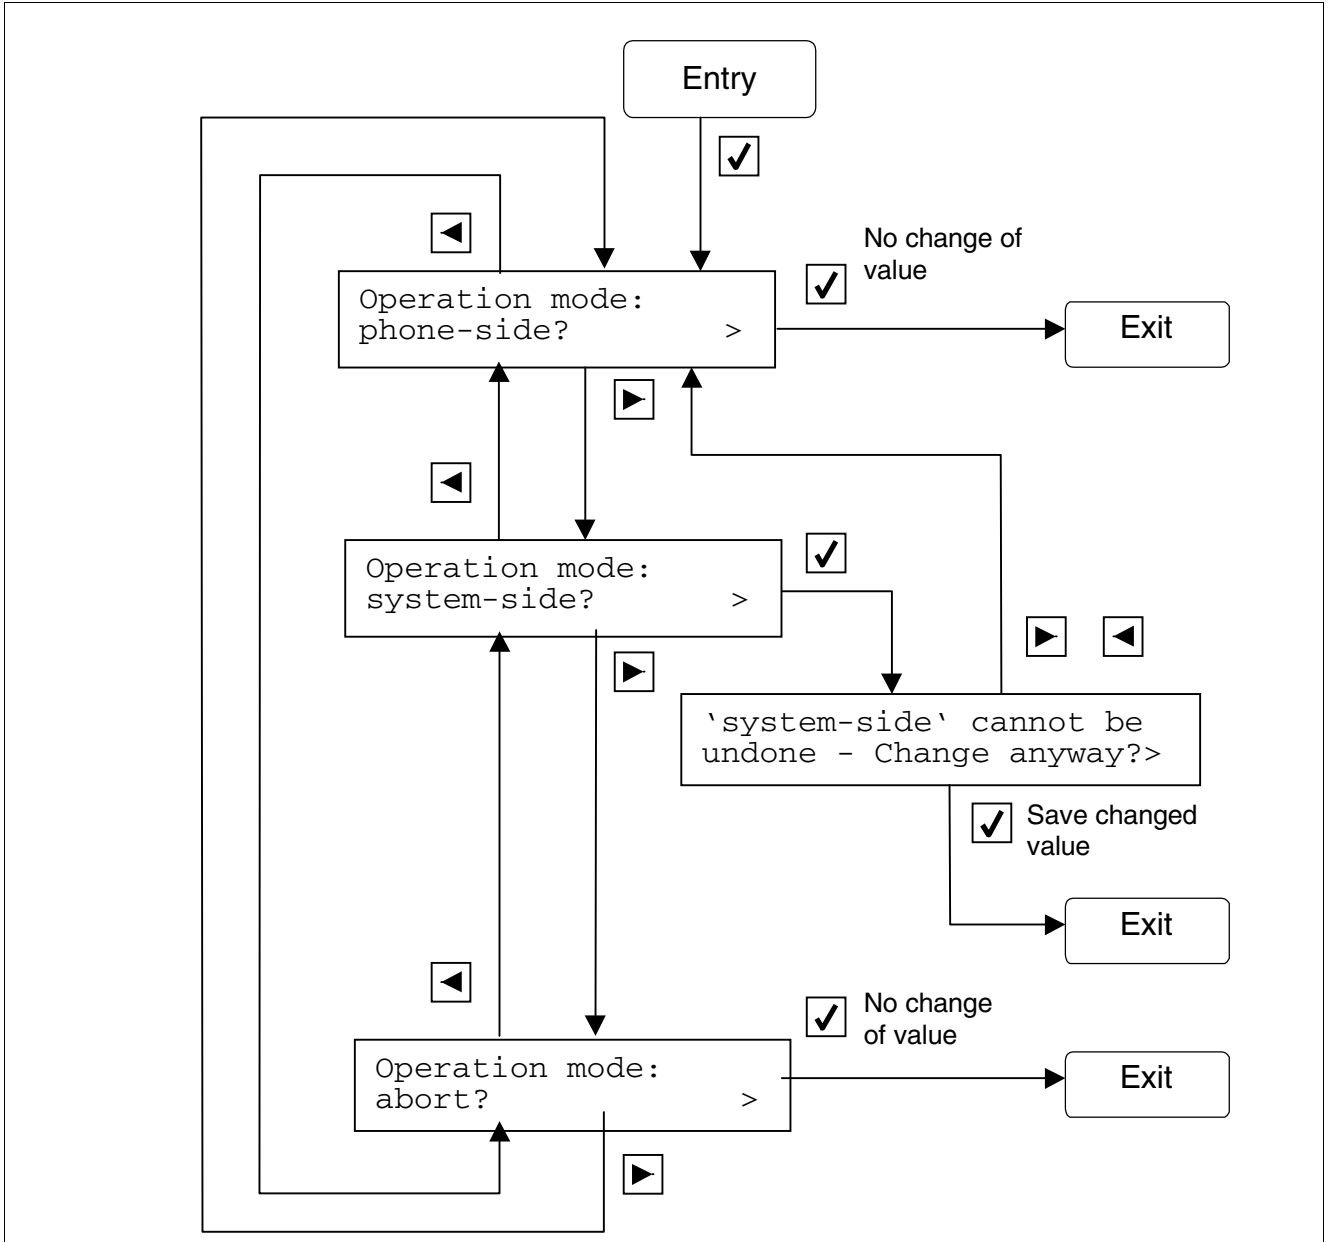 Entry
No change of
value
Operation mode:
phone-side? >
Exit
Operation mode:
system-side? >
‘system-side‘ cannot be
undone - Change anyway?>
Save changed
value
Exit
No change
of value
Operation mode:
abort? >
Exit